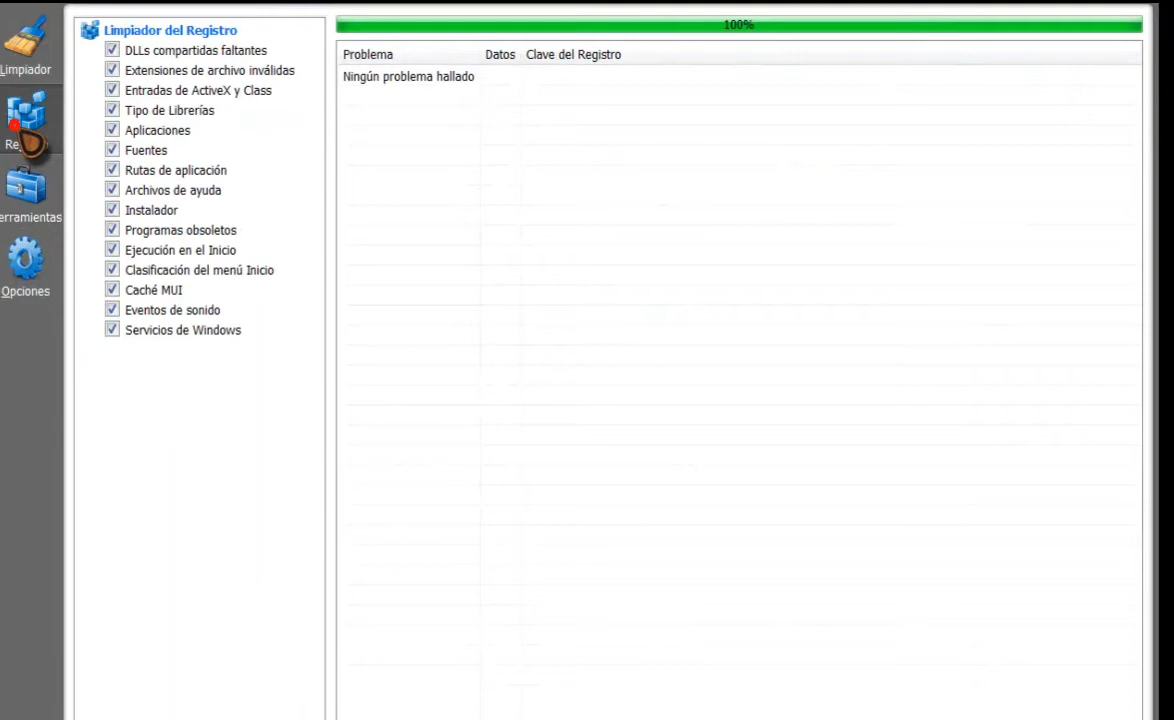 Limpiador
Re
erramientas
Opciones
Limpiador del Registro
DLLs compartidas faltantes
Extensiones de archivo inválidas
Entradas de ActiveX y Class
Tipo de Librerías
Aplicaciones
Fuentes
Rutas de aplicación
Archivos de ayuda
Instalador
Programas obsoletos
Ejecución en el Inicio
Clasificación del menú Inicio
Caché MUI
Eventos de sonido
Servicios de Windows
100%
Problema Datos Clave del Registro
Ningún problema hallado